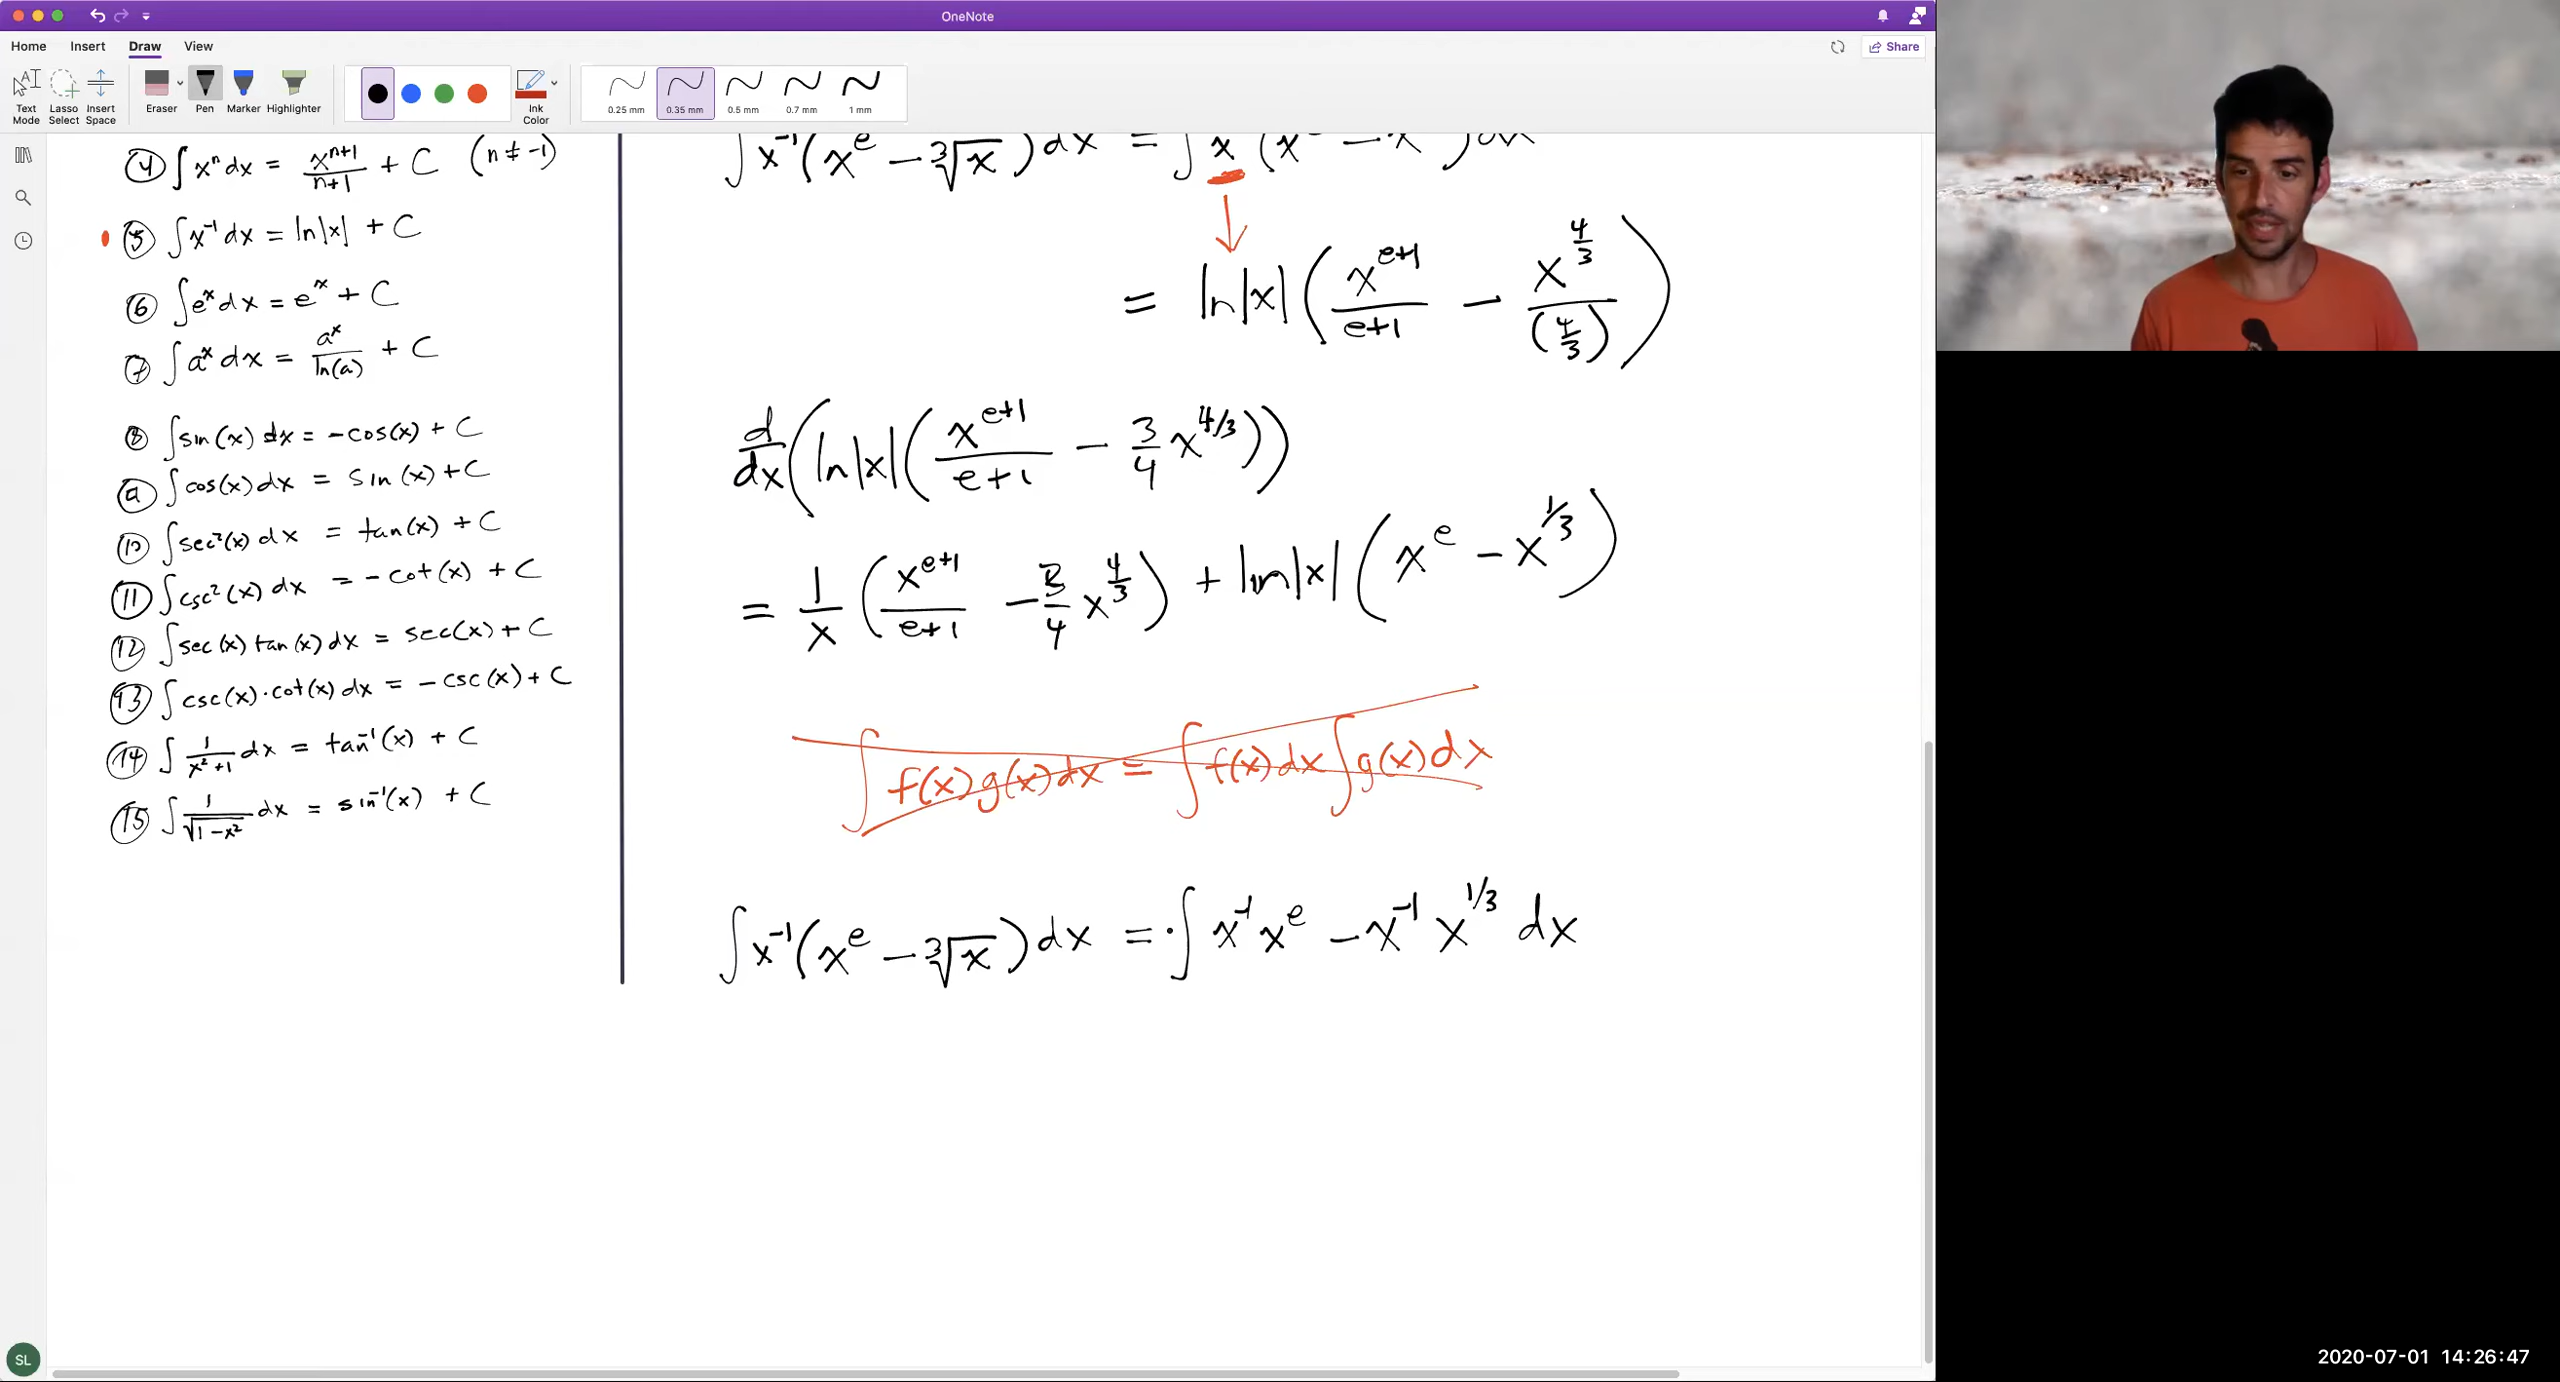 OneNote
Home Insert Draw View
Share
Text Mode
Lasso Select
Insert Space
Eraser
Pen
Marker
Highlighter
Ink Color
0.25 mm
0.35 mm
0.5 mm
0.7 mm
1 mm
④ ∫ xⁿ dx = xⁿ⁺¹/(n+1) + C (n ≠ -1)
⑤ ∫ x⁻¹ dx = ln|x| + C
⑥ ∫ eˣ dx = eˣ + C
⑦ ∫ aˣ dx = aˣ/ln(a) + C
⑧ ∫ sin(x) dx = -cos(x) + C
⑨ ∫ cos(x) dx = sin(x) + C
⑩ ∫ sec²(x) dx = tan(x) + C
⑪ ∫ csc²(x) dx = -cot(x) + C
⑫ ∫ sec(x) tan(x) dx = sec(x) + C
⑬ ∫ csc(x)·cot(x) dx = -csc(x) + C
⑭ ∫ 1/(x²+1) dx = tan⁻¹(x) + C
⑮ ∫ 1/√(1-x²) dx = sin⁻¹(x) + C
∫ x⁻¹(xᵉ - ∛x) dx = ∫ x (x - x ) dx
= ln|x| (x^(e+1)/(e+1) - x^(4/3)/(4/3))
d/dx (ln|x| (x^(e+1)/(e+1) - 3/4 x^(4/3)))
= 1/x (x^(e+1)/(e+1) - 3/4 x^(4/3)) + ln|x| (xᵉ - x^(1/3))
∫ f(x)g(x)dx = ∫ f(x)dx ∫ g(x)dx
∫ x⁻¹(xᵉ - ∛x) dx = ∫ x⁻¹xᵉ - x⁻¹ x^(1/3) dx
SL
2020-07-01 14:26:47